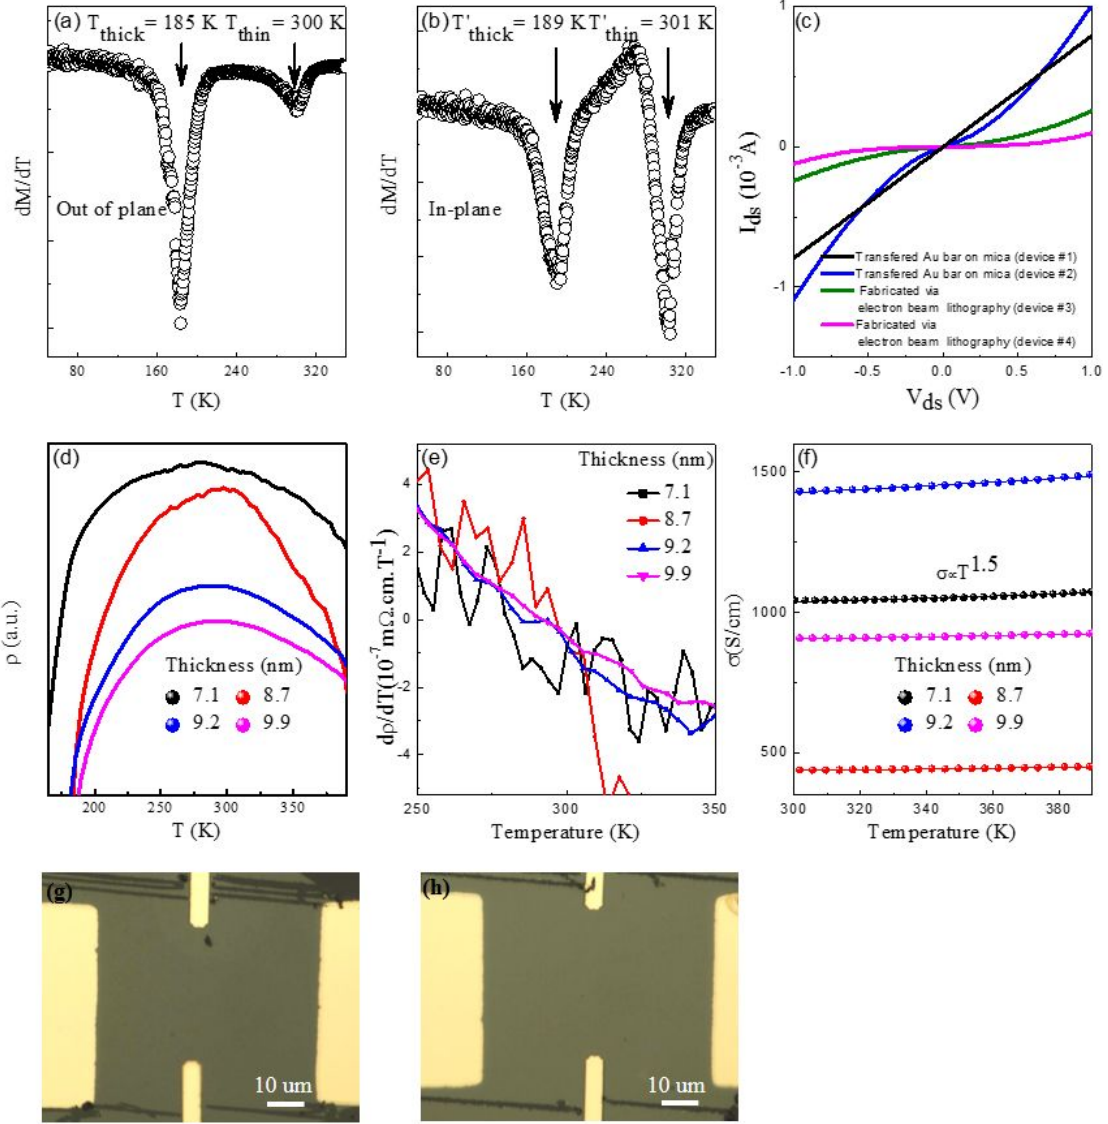 (a) T_thick = 185 K T_thin = 300 K
dM/dT
Out of plane
80 160 240 320
T (K)
(b) T'_thick = 189 K T'_thin = 301 K
dM/dT
In-plane
80 160 240 320
T (K)
(c)
I_ds (10^-3 A)
1
0
-1
Transfered Au bar on mica (device #1)
Transfered Au bar on mica (device #2)
Fabricated via
electron beam lithography (device #3)
Fabricated via
electron beam lithography (device #4)
-1.0 -0.5 0.0 0.5 1.0
V_ds (V)
(d)
ρ (a.u.)
Thickness (nm)
7.1 8.7
9.2 9.9
200 250 300 350
T (K)
(e)
Thickness (nm)
7.1
8.7
9.2
9.9
dρ/dT(10^-7 mΩ.cm.T^-1)
4
2
0
-2
-4
250 300 350
Temperature (K)
(f)
σ(S/cm)
1500
1000
500
σ∝T^1.5
Thickness (nm)
7.1 8.7
9.2 9.9
300 320 340 360 380
Temperature (K)
(g)
10 um
(h)
10 um